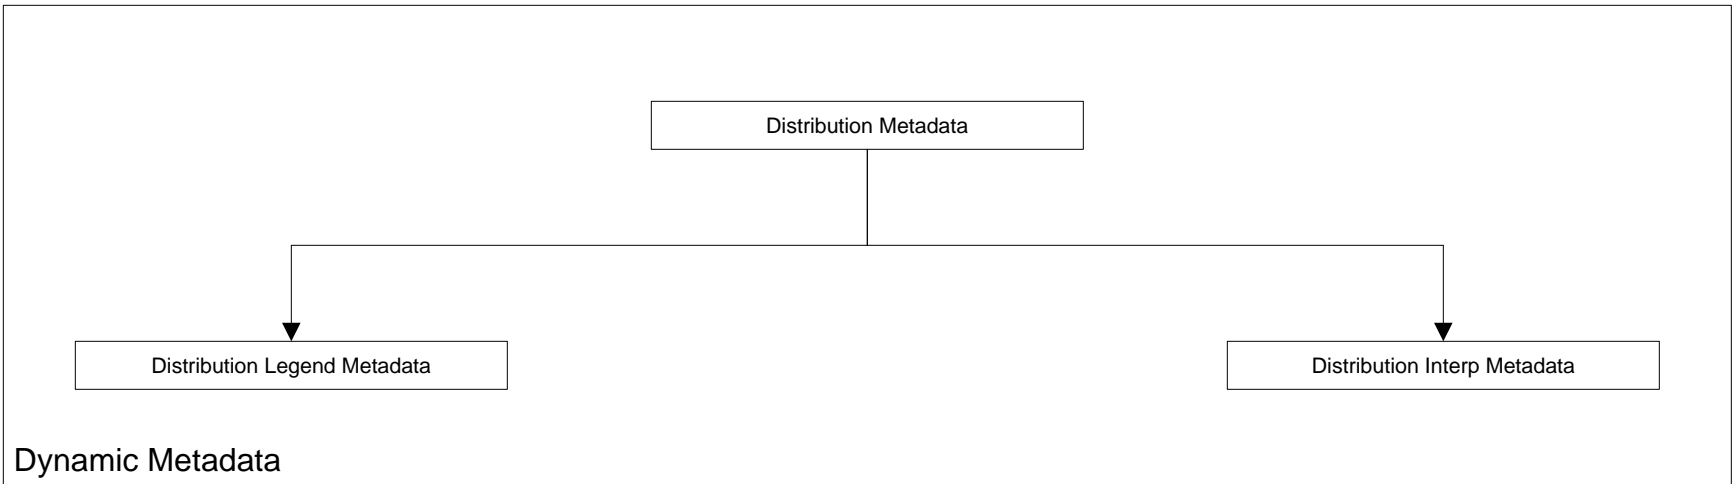 Distribution Metadata
Distribution Legend Metadata
Distribution Interp Metadata
Dynamic Metadata